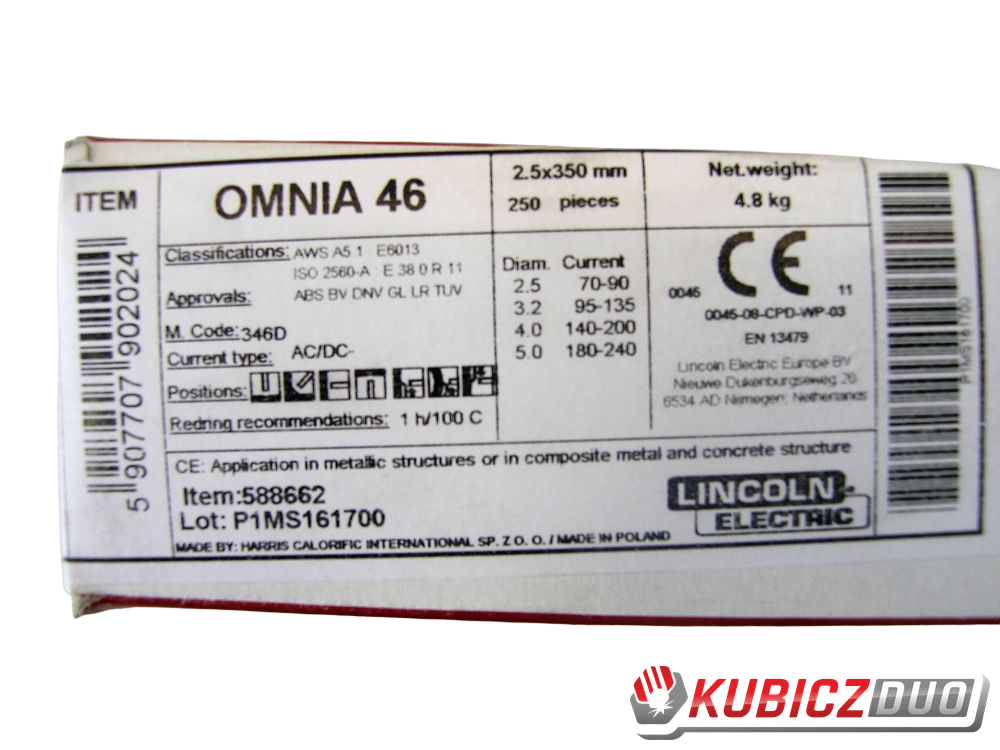 ITEM
5 907707 902024
OMNIA 46
2.5x350 mm
250 pieces
Net.weight:
4.8 kg
Classifications: AWS A5 1 E6013
ISO 2560-A : E 38 0 R 11
Approvals: ABS BV DNV GL LR TUV
M. Code: 346D
Current type: AC/DC-
Positions:
Redring recommendations: 1 h/100 C
Diam. Current
2.5 70-90
3.2 95-135
4.0 140-200
5.0 180-240
CE
0045 11
0045-08-CPD-WP-03
EN 13479
Lincoln Electric Europe BV
Nieuwe Dukenburgseweg 20
6534 AD Nijmegen, Netherlands
P1MS161700
CE: Application in metallic structures or in composite metal and concrete structure
Item:588662
Lot: P1MS161700
MADE BY: HARRIS CALORIFIC INTERNATIONAL SP. Z O. O. / MADE IN POLAND
LINCOLN
ELECTRIC
KUBICZ DUO